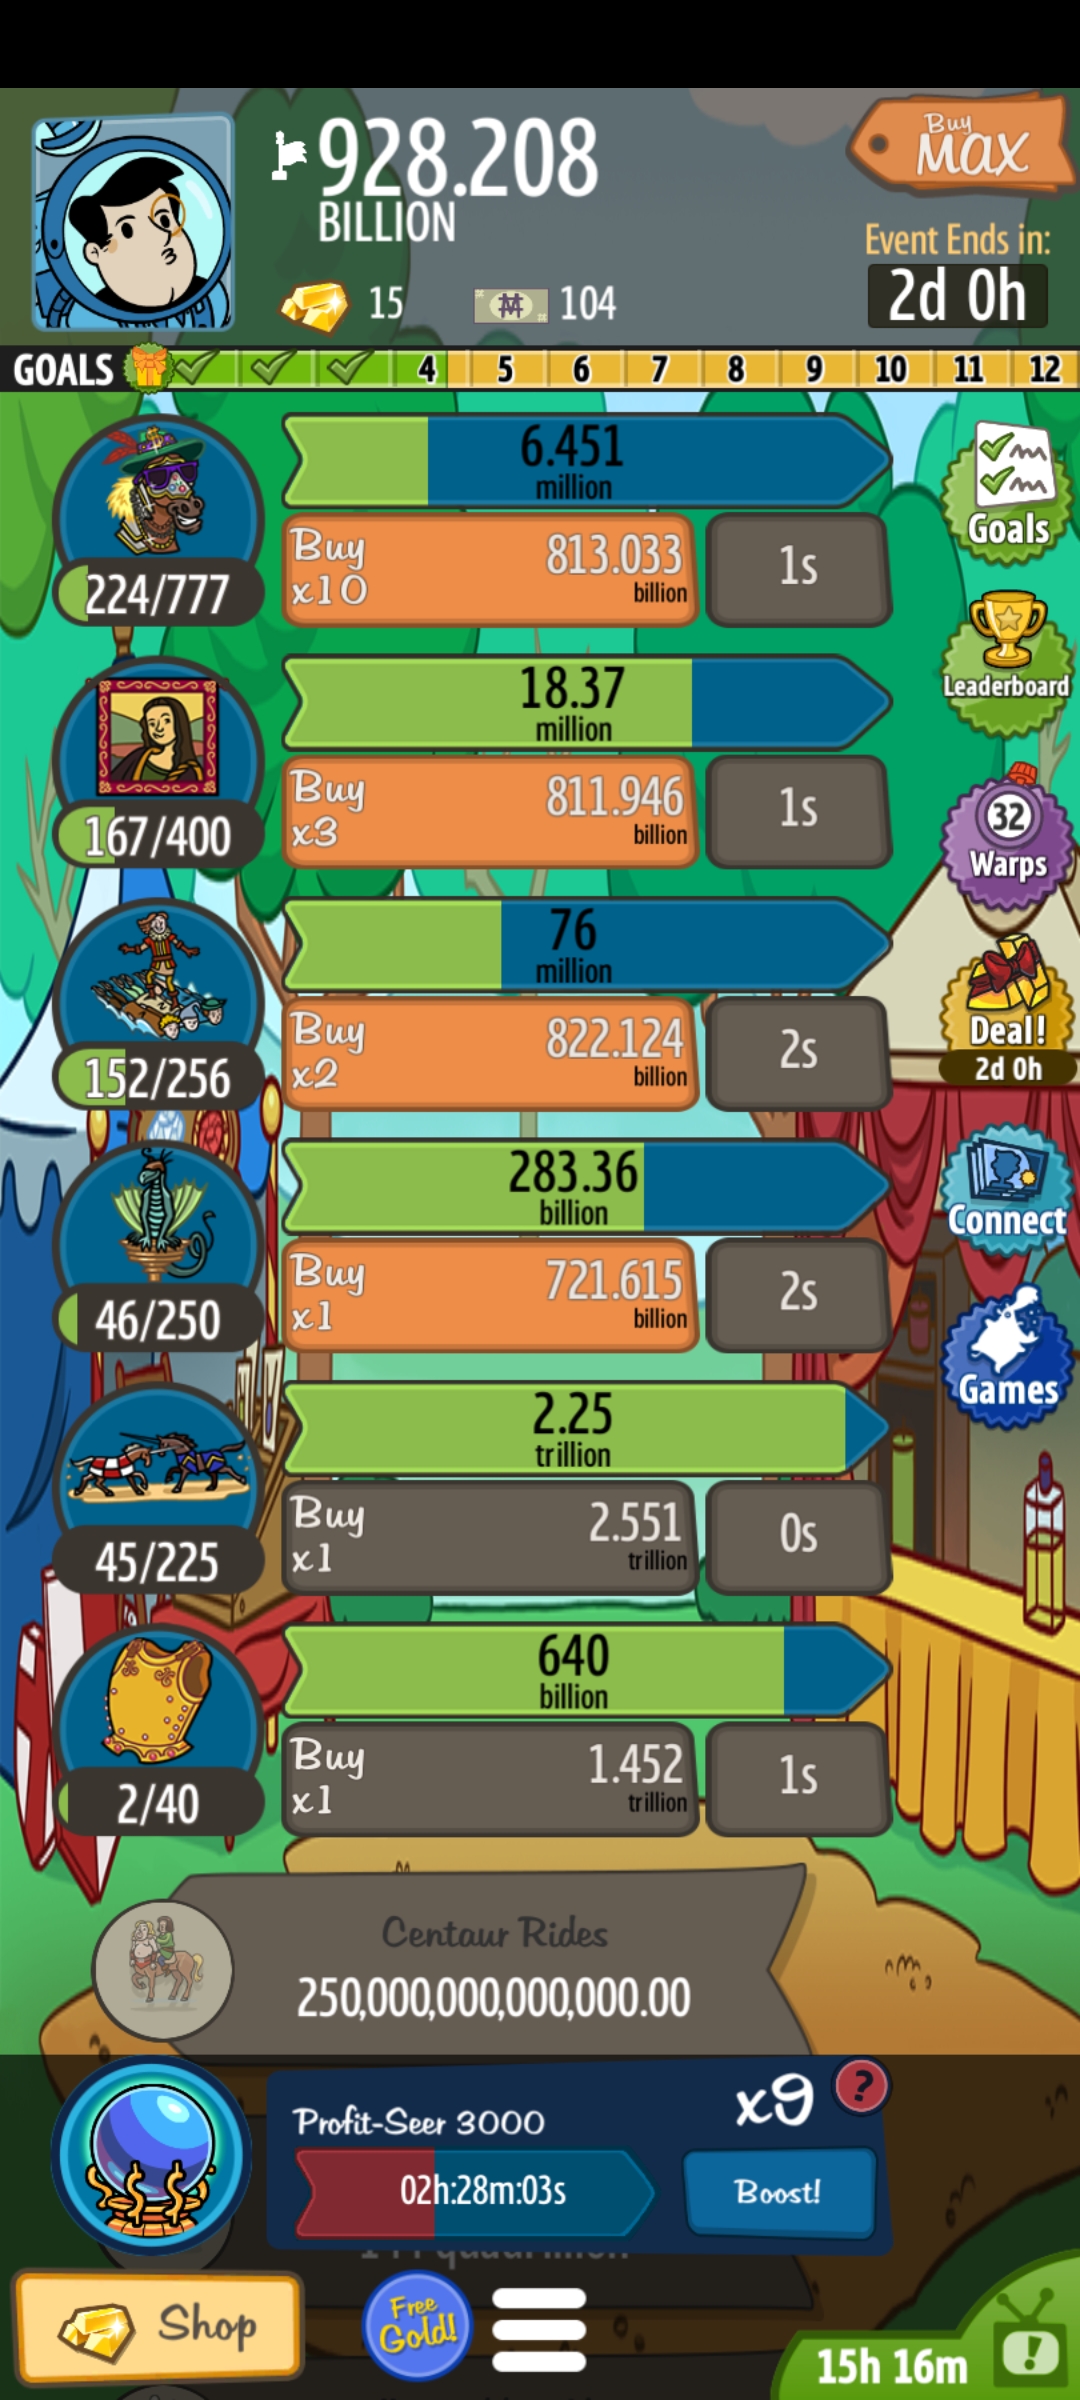 928.208
BILLION
Buy
MAX
Event Ends in:
2d 0h
15
104
GOALS
4 5 6 7 8 9 10 11 12
6.451
million
Buy
x10
813.033
billion
1s
224/777
Goals
18.37
million
Buy
x3
811.946
billion
1s
167/400
Leaderboard
76
million
Buy
x2
822.124
billion
2s
152/256
32
Warps
Deal!
2d 0h
283.36
billion
Buy
x1
721.615
billion
2s
46/250
Connect
Games
2.25
trillion
Buy
x1
2.551
trillion
0s
45/225
640
billion
Buy
x1
1.452
trillion
1s
2/40
Centaur Rides
250,000,000,000,000.00
Profit-Seer 3000
x9
?
02h:28m:03s
Boost!
Shop
Free
Gold!
15h 16m
!